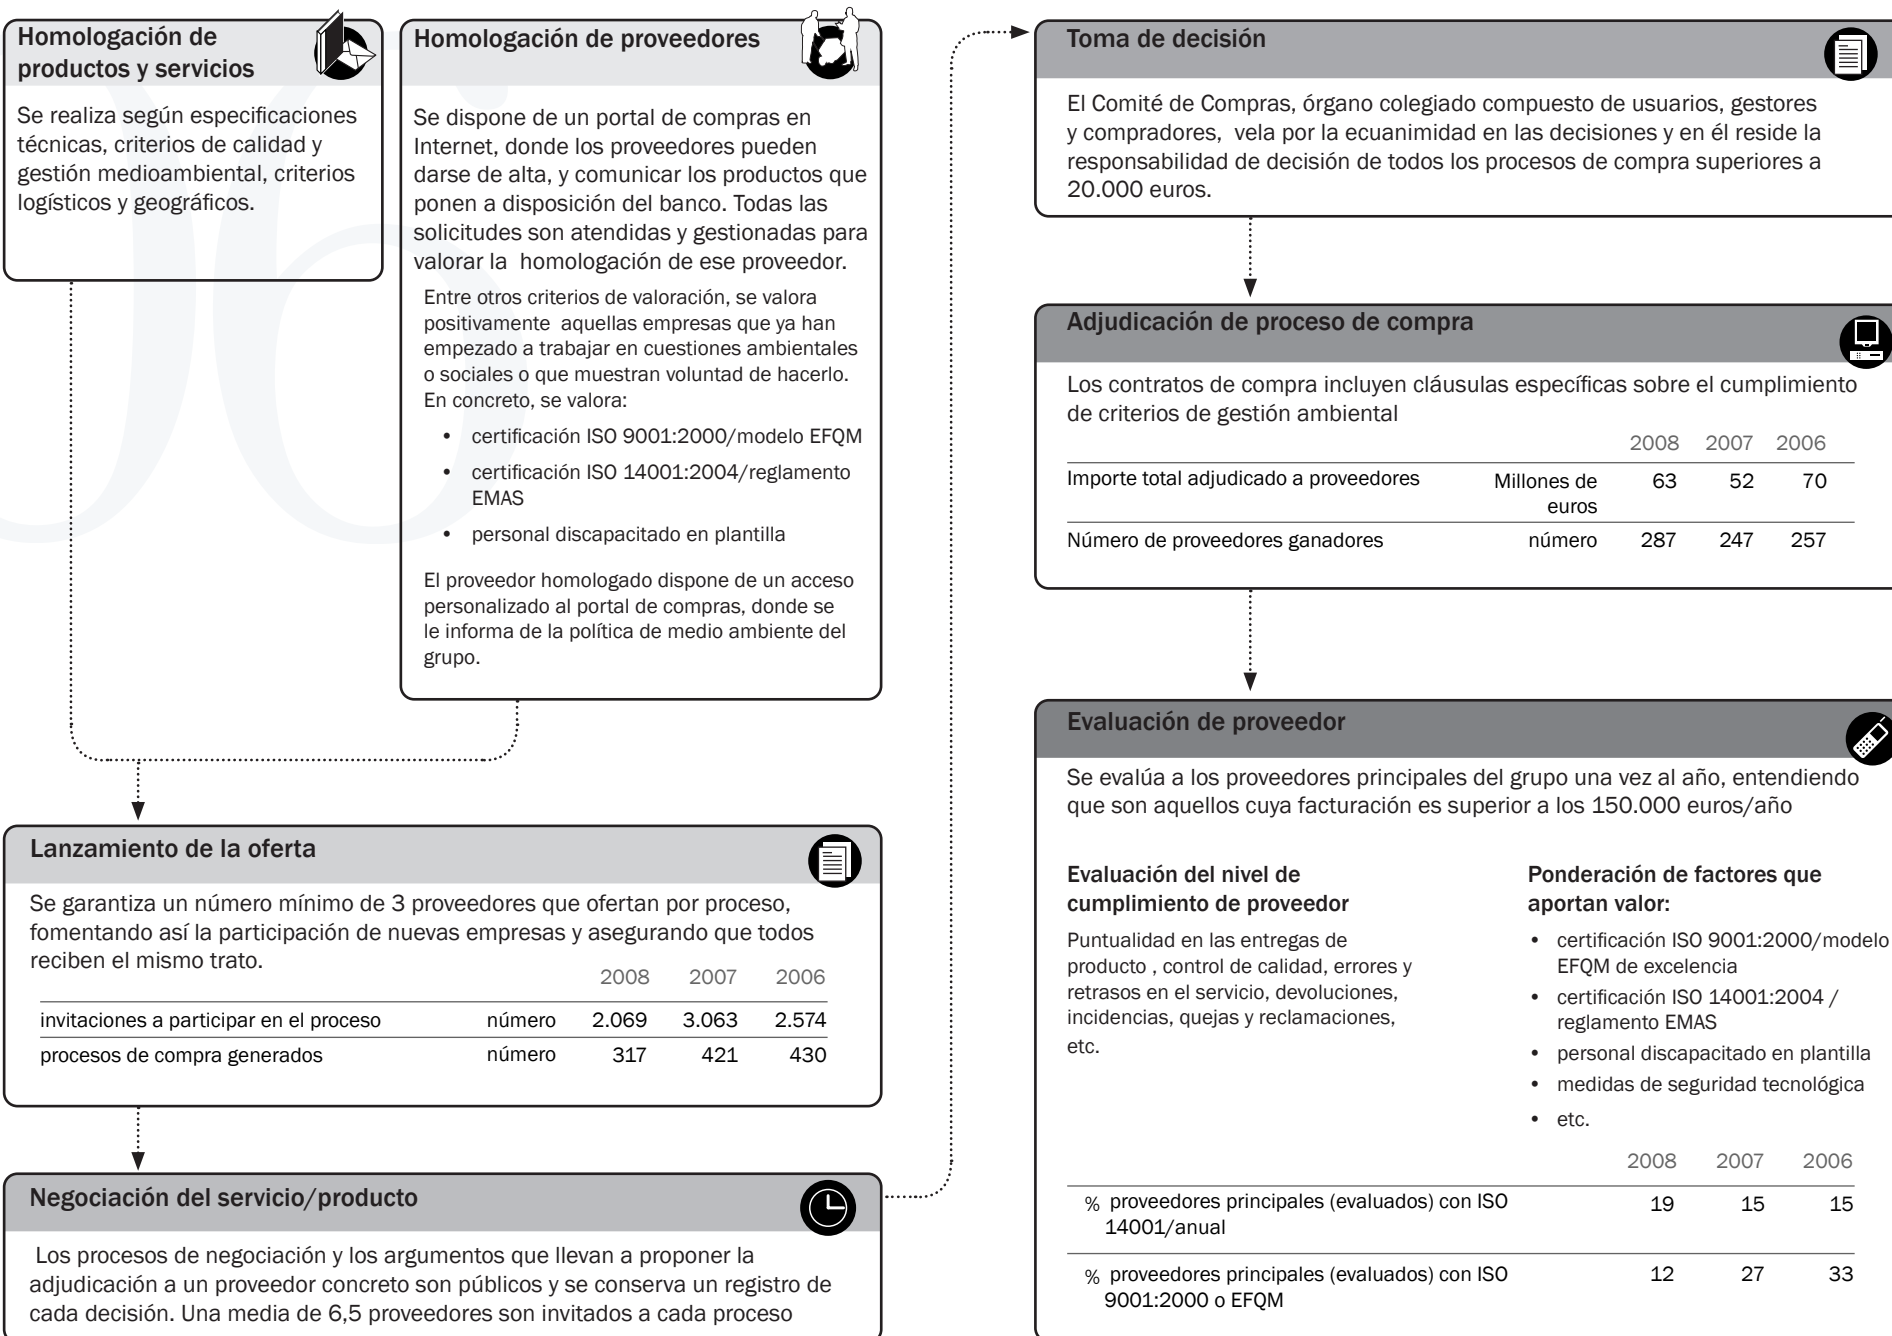 Homologación de
productos y servicios
Se realiza según especificaciones
técnicas, criterios de calidad y
gestión medioambiental, criterios
logísticos y geográficos.
Homologación de proveedores
Se dispone de un portal de compras en
Internet, donde los proveedores pueden
darse de alta, y comunicar los productos que
ponen a disposición del banco. Todas las
solicitudes son atendidas y gestionadas para
valorar la homologación de ese proveedor.
Entre otros criterios de valoración, se valora
positivamente aquellas empresas que ya han
empezado a trabajar en cuestiones ambientales
o sociales o que muestran voluntad de hacerlo.
En concreto, se valora:
• certificación ISO 9001:2000/modelo EFQM
• certificación ISO 14001:2004/reglamento
EMAS
• personal discapacitado en plantilla
El proveedor homologado dispone de un acceso
personalizado al portal de compras, donde se
le informa de la política de medio ambiente del
grupo.
Lanzamiento de la oferta
Se garantiza un número mínimo de 3 proveedores que ofertan por proceso,
fomentando así la participación de nuevas empresas y asegurando que todos
reciben el mismo trato.
2008 2007 2006
invitaciones a participar en el proceso número 2.069 3.063 2.574
procesos de compra generados número 317 421 430
Negociación del servicio/producto
Los procesos de negociación y los argumentos que llevan a proponer la
adjudicación a un proveedor concreto son públicos y se conserva un registro de
cada decisión. Una media de 6,5 proveedores son invitados a cada proceso
Toma de decisión
El Comité de Compras, órgano colegiado compuesto de usuarios, gestores
y compradores, vela por la ecuanimidad en las decisiones y en él reside la
responsabilidad de decisión de todos los procesos de compra superiores a
20.000 euros.
Adjudicación de proceso de compra
Los contratos de compra incluyen cláusulas específicas sobre el cumplimiento
de criterios de gestión ambiental
2008 2007 2006
Importe total adjudicado a proveedores Millones de 63 52 70
euros
Número de proveedores ganadores número 287 247 257
Evaluación de proveedor
Se evalúa a los proveedores principales del grupo una vez al año, entendiendo
que son aquellos cuya facturación es superior a los 150.000 euros/año
Evaluación del nivel de
cumplimiento de proveedor
Puntualidad en las entregas de
producto , control de calidad, errores y
retrasos en el servicio, devoluciones,
incidencias, quejas y reclamaciones,
etc.
Ponderación de factores que
aportan valor:
• certificación ISO 9001:2000/modelo
EFQM de excelencia
• certificación ISO 14001:2004 /
reglamento EMAS
• personal discapacitado en plantilla
• medidas de seguridad tecnológica
• etc.
2008 2007 2006
% proveedores principales (evaluados) con ISO 19 15 15
14001/anual
% proveedores principales (evaluados) con ISO 12 27 33
9001:2000 o EFQM